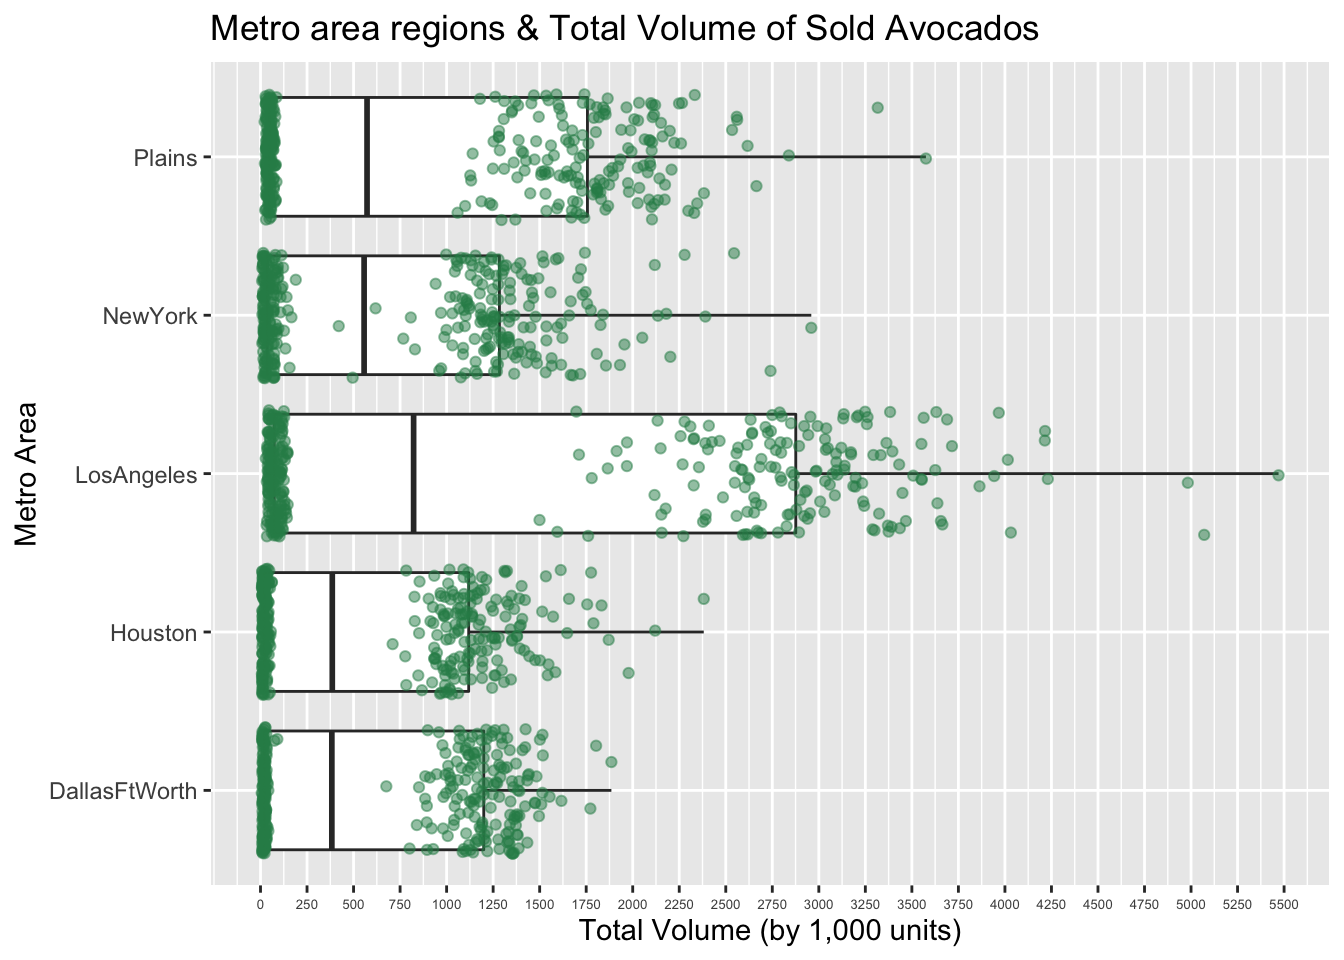 Metro area regions & Total Volume of Sold Avocados
Metro Area
Plains
NewYork
LosAngeles
Houston
DallasFtWorth
0 250 500 750 1000 1250 1500 1750 2000 2250 2500 2750 3000 3250 3500 3750 4000 4250 4500 4750 5000 5250 5500
Total Volume (by 1,000 units)